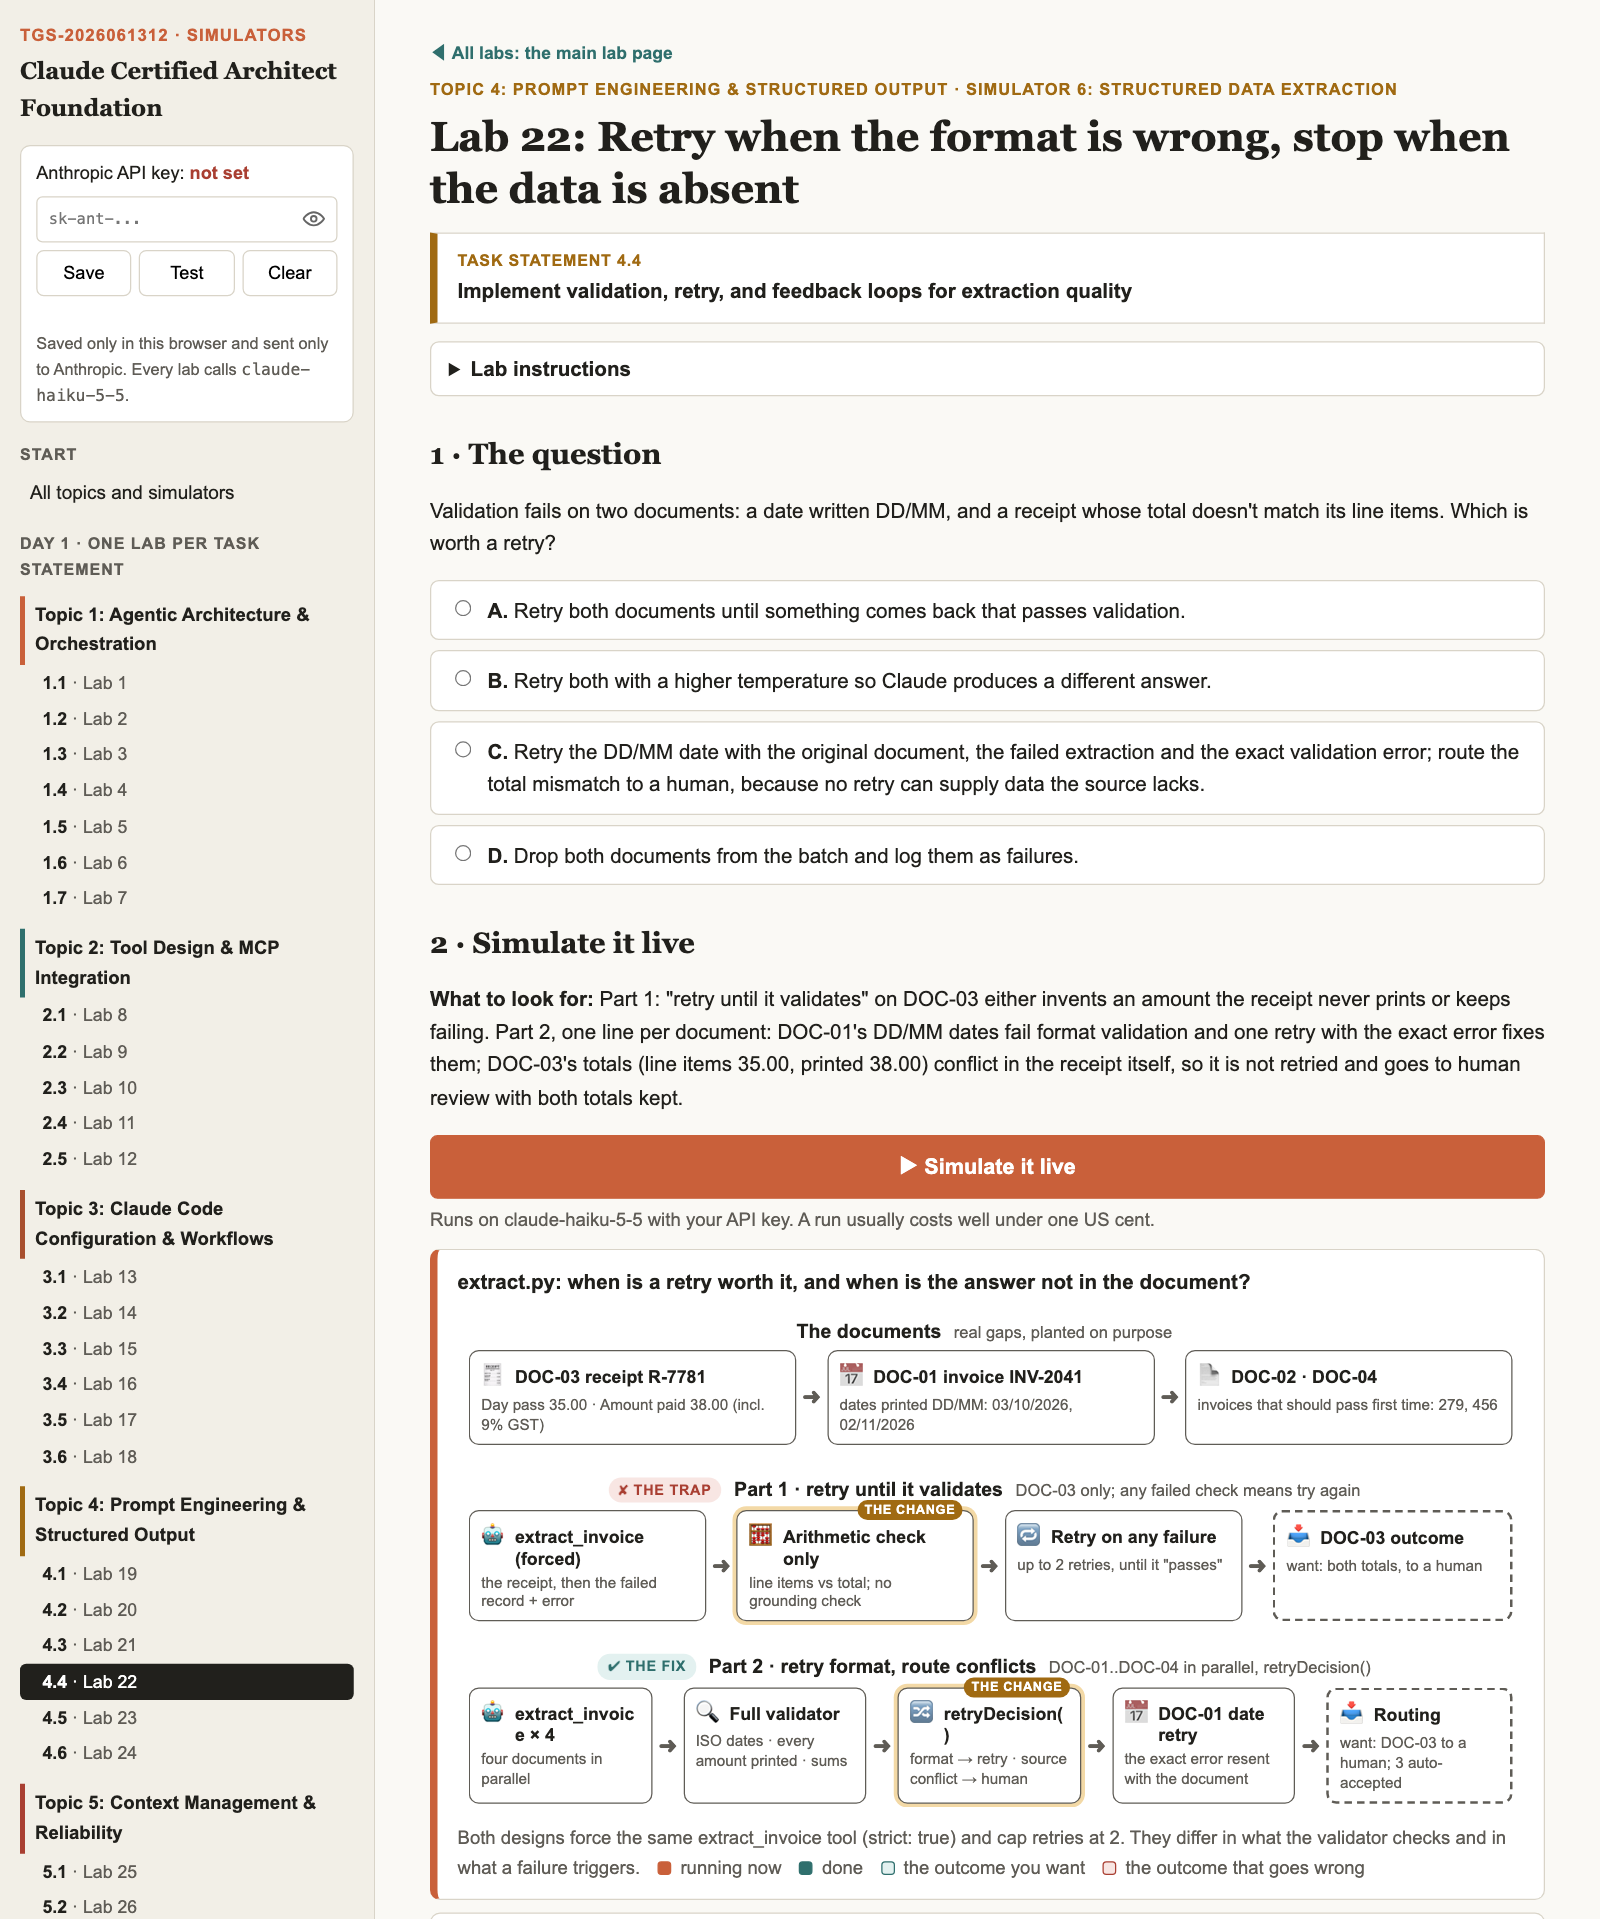 TGS-2026061312 · SIMULATORS
Claude Certified Architect
Foundation
Anthropic API key: not set
sk-ant-...
Save
Test
Clear
Saved only in this browser and sent only
to Anthropic. Every lab calls claude-
haiku-5-5.
START
All topics and simulators
DAY 1 · ONE LAB PER TASK
STATEMENT
Topic 1: Agentic Architecture &
Orchestration
1.1 · Lab 1
1.2 · Lab 2
1.3 · Lab 3
1.4 · Lab 4
1.5 · Lab 5
1.6 · Lab 6
1.7 · Lab 7
Topic 2: Tool Design & MCP
Integration
2.1 · Lab 8
2.2 · Lab 9
2.3 · Lab 10
2.4 · Lab 11
2.5 · Lab 12
Topic 3: Claude Code
Configuration & Workflows
3.1 · Lab 13
3.2 · Lab 14
3.3 · Lab 15
3.4 · Lab 16
3.5 · Lab 17
3.6 · Lab 18
Topic 4: Prompt Engineering &
Structured Output
4.1 · Lab 19
4.2 · Lab 20
4.3 · Lab 21
4.4 · Lab 22
4.5 · Lab 23
4.6 · Lab 24
Topic 5: Context Management &
Reliability
5.1 · Lab 25
5.2 · Lab 26
◀ All labs: the main lab page
TOPIC 4: PROMPT ENGINEERING & STRUCTURED OUTPUT · SIMULATOR 6: STRUCTURED DATA EXTRACTION
Lab 22: Retry when the format is wrong, stop when
the data is absent
TASK STATEMENT 4.4
Implement validation, retry, and feedback loops for extraction quality
▶ Lab instructions
1 · The question
Validation fails on two documents: a date written DD/MM, and a receipt whose total doesn't match its line items. Which is
worth a retry?
A. Retry both documents until something comes back that passes validation.
B. Retry both with a higher temperature so Claude produces a different answer.
C. Retry the DD/MM date with the original document, the failed extraction and the exact validation error; route the
total mismatch to a human, because no retry can supply data the source lacks.
D. Drop both documents from the batch and log them as failures.
2 · Simulate it live
What to look for: Part 1: "retry until it validates" on DOC-03 either invents an amount the receipt never prints or keeps
failing. Part 2, one line per document: DOC-01's DD/MM dates fail format validation and one retry with the exact error fixes
them; DOC-03's totals (line items 35.00, printed 38.00) conflict in the receipt itself, so it is not retried and goes to human
review with both totals kept.
▶ Simulate it live
Runs on claude-haiku-5-5 with your API key. A run usually costs well under one US cent.
extract.py: when is a retry worth it, and when is the answer not in the document?
The documents real gaps, planted on purpose
DOC-03 receipt R-7781
Day pass 35.00 · Amount paid 38.00 (incl.
9% GST)
➜
DOC-01 invoice INV-2041
dates printed DD/MM: 03/10/2026,
02/11/2026
➜
DOC-02 · DOC-04
invoices that should pass first time: 279, 456
✘ THE TRAP Part 1 · retry until it validates DOC-03 only; any failed check means try again
extract_invoice
(forced)
the receipt, then the failed
record + error
➜
THE CHANGE
Arithmetic check
only
line items vs total; no
grounding check
➜
Retry on any failure
up to 2 retries, until it "passes"
➜
DOC-03 outcome
want: both totals, to a human
✔ THE FIX Part 2 · retry format, route conflicts DOC-01..DOC-04 in parallel, retryDecision()
extract_invoic
e × 4
four documents in
parallel
➜
Full validator
ISO dates · every
amount printed · sums
➜
THE CHANGE
retryDecision(
)
format → retry · source
conflict → human
➜
DOC-01 date
retry
the exact error resent
with the document
➜
Routing
want: DOC-03 to a
human; 3 auto-
accepted
Both designs force the same extract_invoice tool (strict: true) and cap retries at 2. They differ in what the validator checks and in
what a failure triggers. running now done the outcome you want the outcome that goes wrong